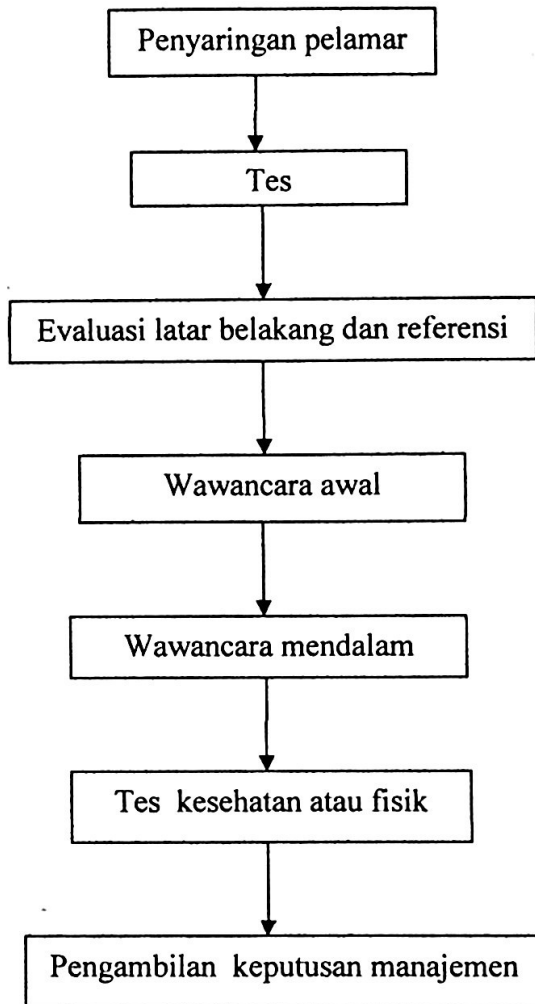 Penyaringan pelamar
Tes
Evaluasi latar belakang dan referensi
Wawancara awal
Wawancara mendalam
Tes kesehatan atau fisik
Pengambilan keputusan manajemen